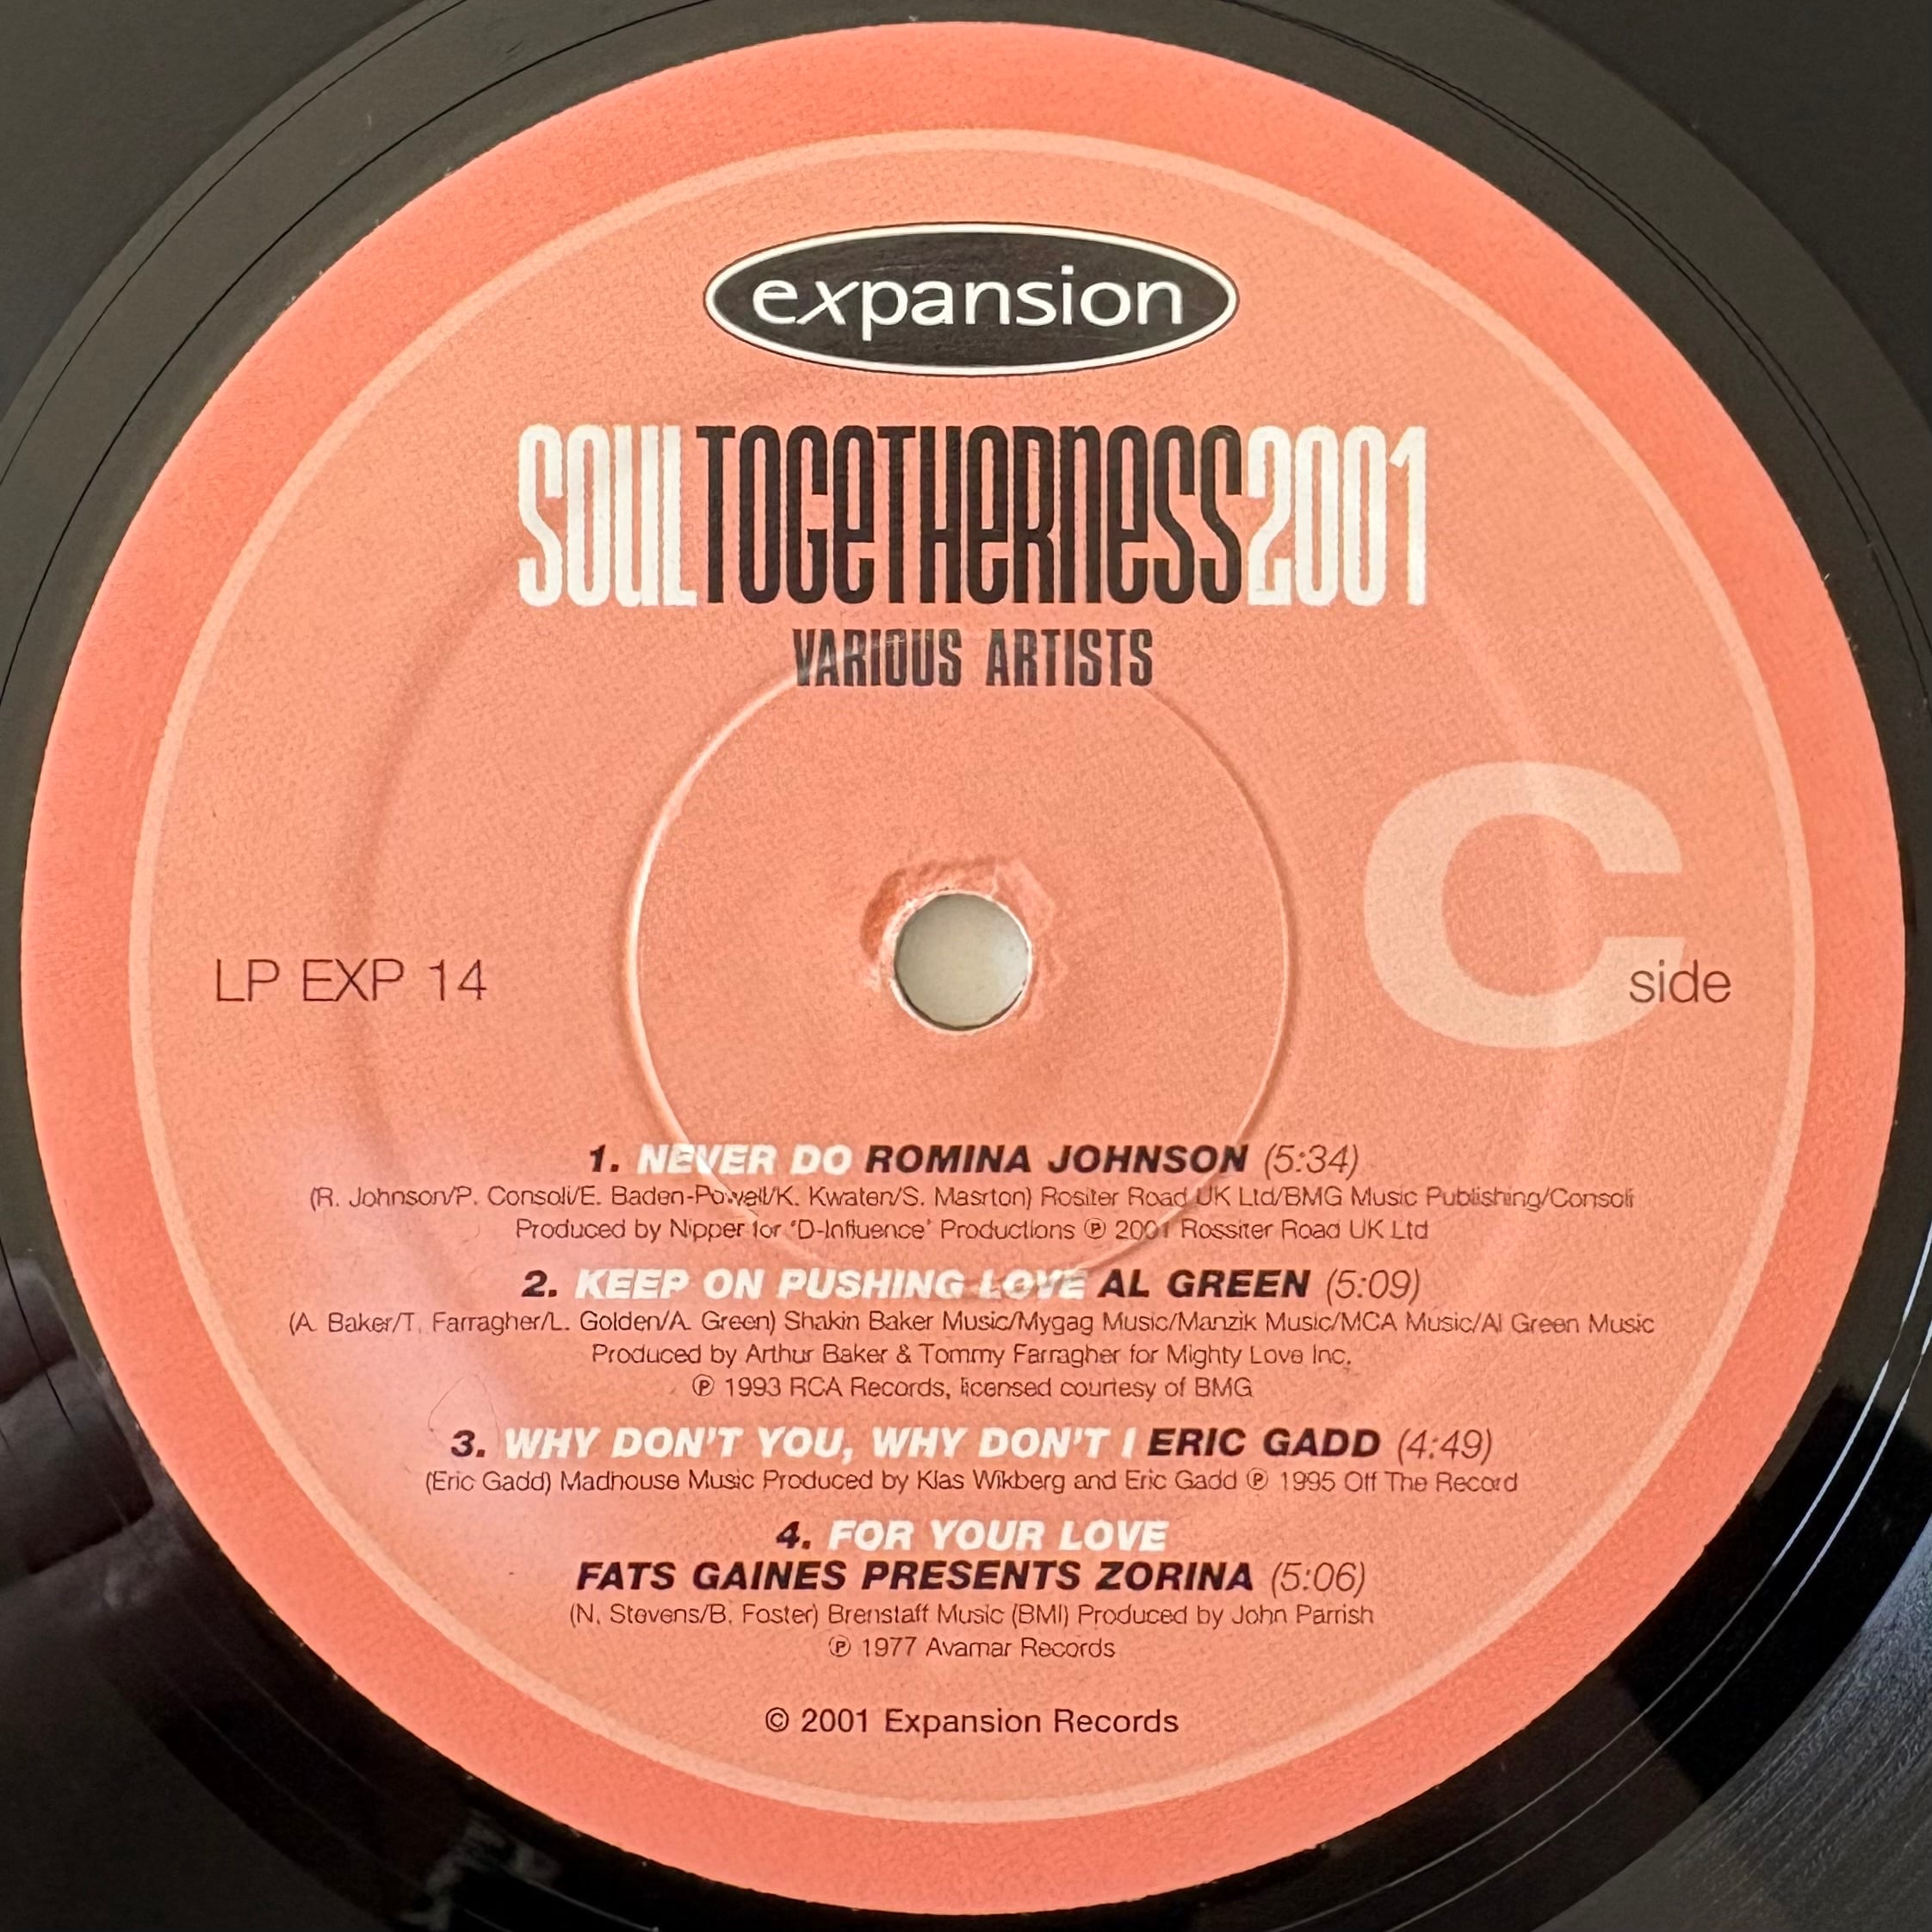 expansion
SOULTOGETHERNESS2001
VARIOUS ARTISTS
C
LP EXP 14
side
1. NEVER DO ROMINA JOHNSON (5:34)
(R. Johnson/P. Consoli/E. Baden-Powell/K. Kwaten/S. Masrton) Rositer Road UK Ltd/BMG Music Publishing/Consoli
Produced by Nipper for 'D-Influence' Productions ℗ 2001 Rossiter Road UK Ltd
2. KEEP ON PUSHING LOVE AL GREEN (5:09)
(A. Baker/T. Farragher/L. Golden/A. Green) Shakin Baker Music/Mygag Music/Manzik Music/MCA Music/Al Green Music
Produced by Arthur Baker & Tommy Farragher for Mighty Love Inc.
℗ 1993 RCA Records, licensed courtesy of BMG
3. WHY DON'T YOU, WHY DON'T I ERIC GADD (4:49)
(Eric Gadd) Madhouse Music Produced by Klas Wikberg and Eric Gadd ℗ 1995 Off The Record
4. FOR YOUR LOVE
FATS GAINES PRESENTS ZORINA (5:06)
(N. Stevens/B. Foster) Brenstaff Music (BMI) Produced by John Parrish
℗ 1977 Avamar Records
© 2001 Expansion Records